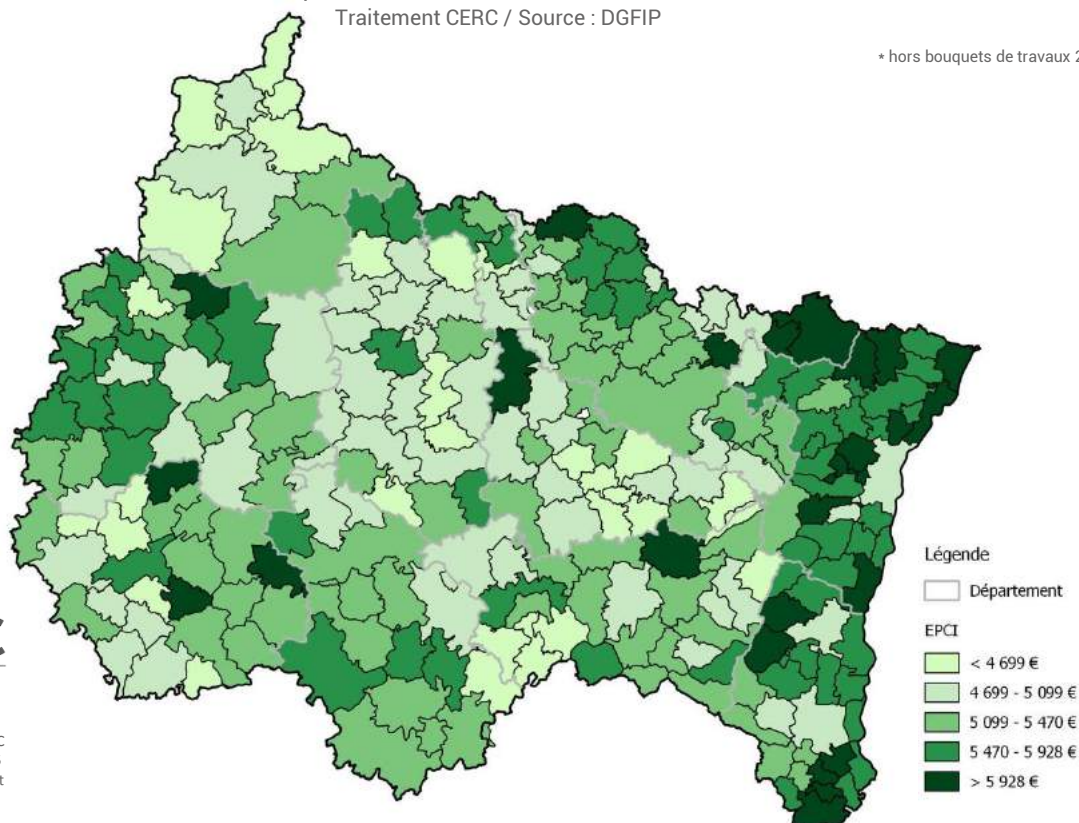 Traitement CERC / Source : DGFIP
* hors bouquets de travaux
Légende
Département
EPCI
< 4 699 €
4 699 - 5 099 €
5 099 - 5 470 €
5 470 - 5 928 €
> 5 928 €